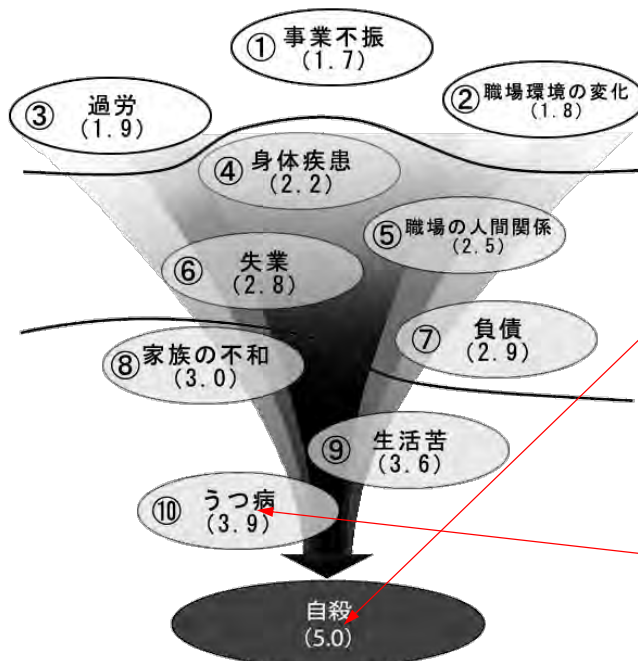 ① 事業不振
(1.7)
② 職場環境の変化
(1.8)
③ 過労
(1.9)
④ 身体疾患
(2.2)
⑤ 職場の人間関係
(2.5)
⑥ 失業
(2.8)
⑦ 負債
(2.9)
⑧ 家族の不和
(3.0)
⑨ 生活苦
(3.6)
⑩ うつ病
(3.9)
自殺
(5.0)